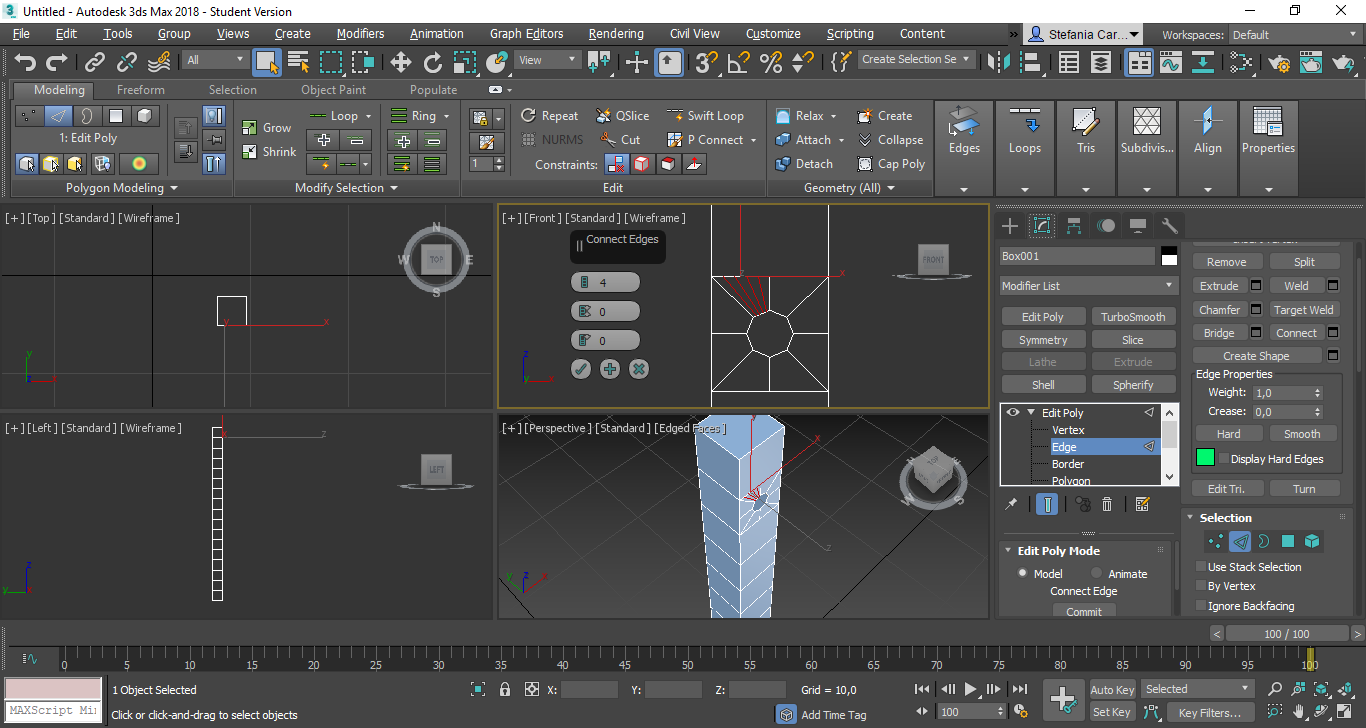 Untitled - Autodesk 3ds Max 2018 - Student Version
File Edit Tools Group Views Create Modifiers Animation Graph Editors Rendering Civil View Customize Scripting Content » Stefania Car... Workspaces: Default
All View Create Selection Se
Modeling Freeform Selection Object Paint Populate
1: Edit Poly
Polygon Modeling
Grow
Shrink
Loop
Ring
Modify Selection
1
Repeat QSlice Swift Loop
NURMS Cut P Connect
Constraints:
Edit
Relax Create
Attach Collapse
Detach Cap Poly
Geometry (All)
Edges Loops Tris Subdivis... Align Properties
[+][Top][Standard][Wireframe]
N
W TOP E
S
y x
y
z x
[+][Front][Standard][Wireframe]
Connect Edges
4
0
0
FRONT
z x
z
y x
[+][Left][Standard][Wireframe]
x z
LEFT
z
y x
[+][Perspective][Standard][Edged Faces]
x
z
TOP
W S
z
y x
Box001
Modifier List
Edit Poly TurboSmooth
Symmetry Slice
Lathe Extrude
Shell Spherify
Edit Poly
Vertex
Edge
Border
Polygon
Edit Poly Mode
Model Animate
Connect Edge
Commit
Insert Vertex
Remove Split
Extrude Weld
Chamfer Target Weld
Bridge Connect
Create Shape
Edge Properties
Weight: 1,0
Crease: 0,0
Hard Smooth
Display Hard Edges
Edit Tri. Turn
Selection
Use Stack Selection
By Vertex
Ignore Backfacing
< 100 / 100 >
0 5 10 15 20 25 30 35 40 45 50 55 60 65 70 75 80 85 90 95 100
MAXScript Mi
1 Object Selected
Click or click-and-drag to select objects
X: Y: Z: Grid = 10,0
Add Time Tag
100
Auto Key Selected
Set Key Key Filters...